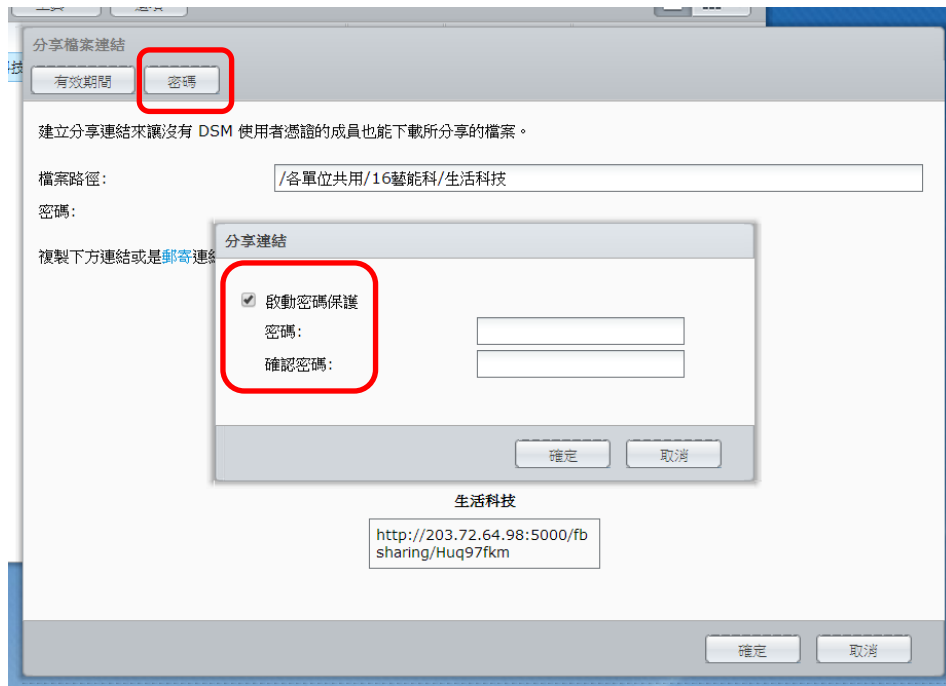 分享檔案連結
有效期間 密碼
建立分享連結來讓沒有 DSM 使用者憑證的成員也能下載所分享的檔案。
檔案路徑: /各單位共用/16藝能科/生活科技
密碼:
複製下方連結或是郵寄連
分享連結
啟動密碼保護
密碼:
確認密碼:
確定 取消
生活科技
http://203.72.64.98:5000/fb
sharing/Huq97fkm
確定 取消